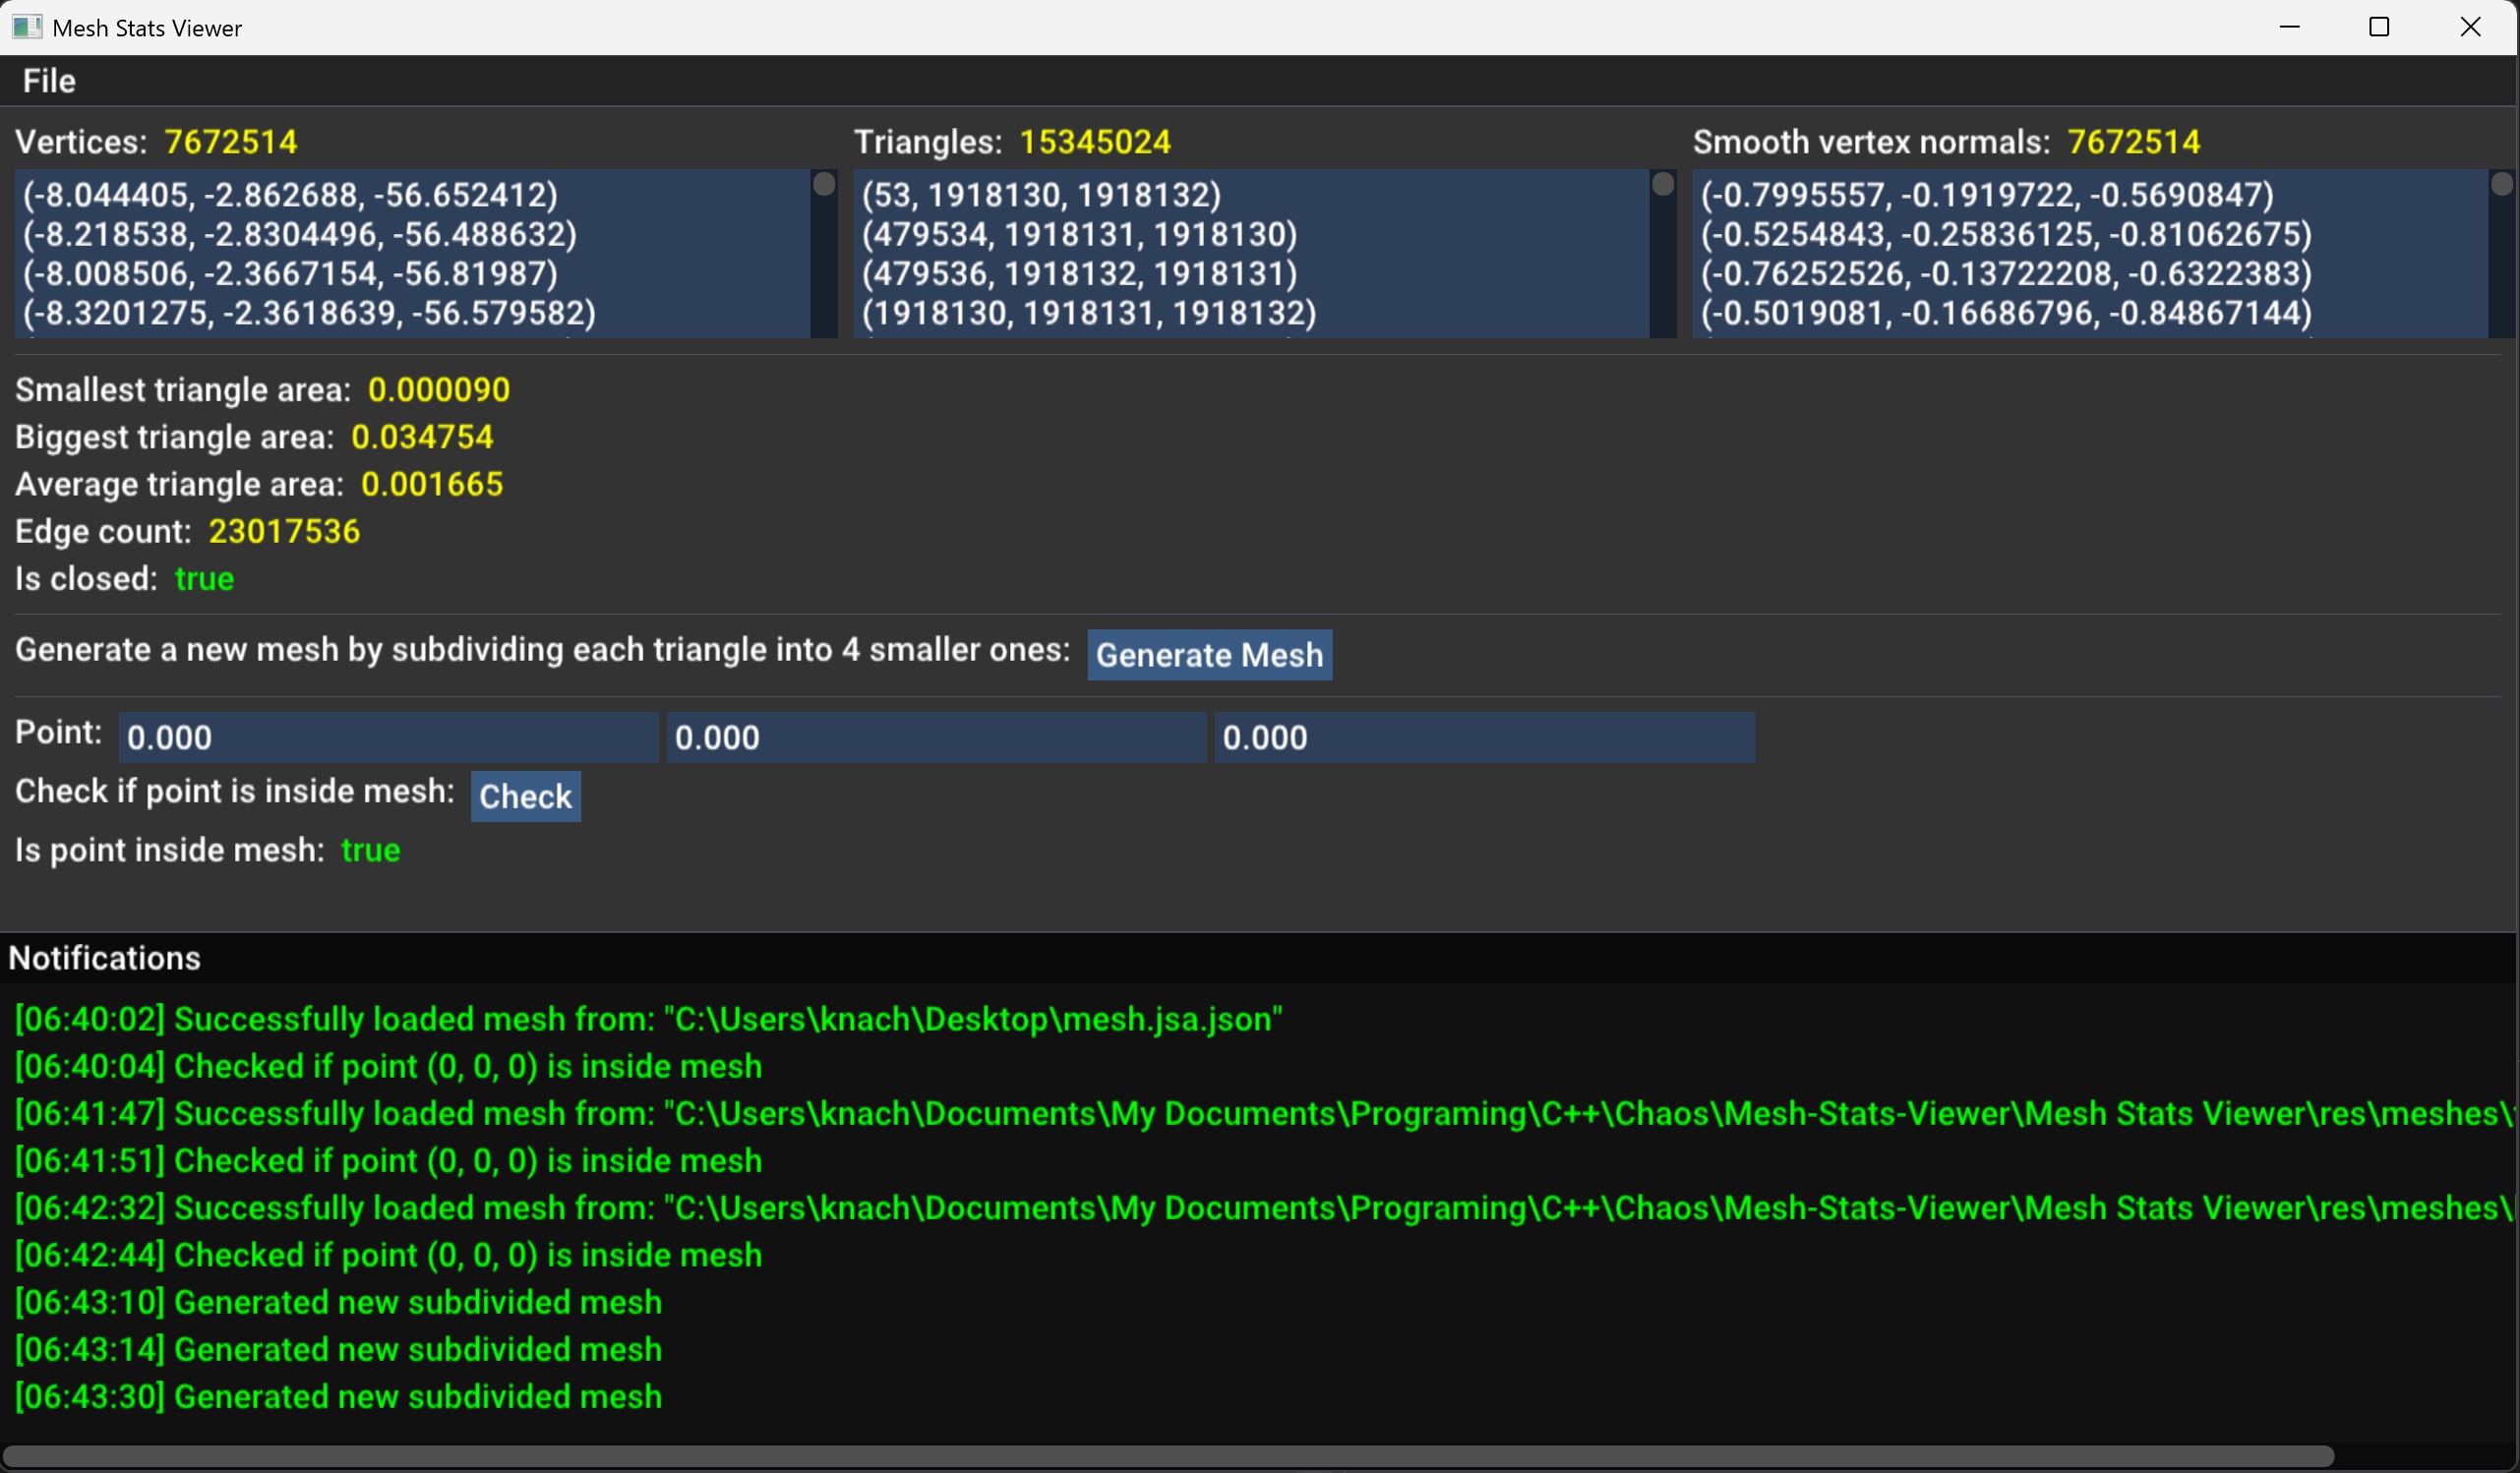 Mesh Stats Viewer
File
Vertices: 7672514
(-8.044405, -2.862688, -56.652412)
(-8.218538, -2.8304496, -56.488632)
(-8.008506, -2.3667154, -56.81987)
(-8.3201275, -2.3618639, -56.579582)
Triangles: 15345024
(53, 1918130, 1918132)
(479534, 1918131, 1918130)
(479536, 1918132, 1918131)
(1918130, 1918131, 1918132)
Smooth vertex normals: 7672514
(-0.7995557, -0.1919722, -0.5690847)
(-0.5254843, -0.25836125, -0.81062675)
(-0.76252526, -0.13722208, -0.6322383)
(-0.5019081, -0.16686796, -0.84867144)
Smallest triangle area: 0.000090
Biggest triangle area: 0.034754
Average triangle area: 0.001665
Edge count: 23017536
Is closed: true
Generate a new mesh by subdividing each triangle into 4 smaller ones: Generate Mesh
Point: 0.000 0.000 0.000
Check if point is inside mesh: Check
Is point inside mesh: true
Notifications
[06:40:02] Successfully loaded mesh from: "C:\Users\knach\Desktop\mesh.jsa.json"
[06:40:04] Checked if point (0, 0, 0) is inside mesh
[06:41:47] Successfully loaded mesh from: "C:\Users\knach\Documents\My Documents\Programing\C++\Chaos\Mesh-Stats-Viewer\Mesh Stats Viewer\res\meshes\
[06:41:51] Checked if point (0, 0, 0) is inside mesh
[06:42:32] Successfully loaded mesh from: "C:\Users\knach\Documents\My Documents\Programing\C++\Chaos\Mesh-Stats-Viewer\Mesh Stats Viewer\res\meshes\
[06:42:44] Checked if point (0, 0, 0) is inside mesh
[06:43:10] Generated new subdivided mesh
[06:43:14] Generated new subdivided mesh
[06:43:30] Generated new subdivided mesh